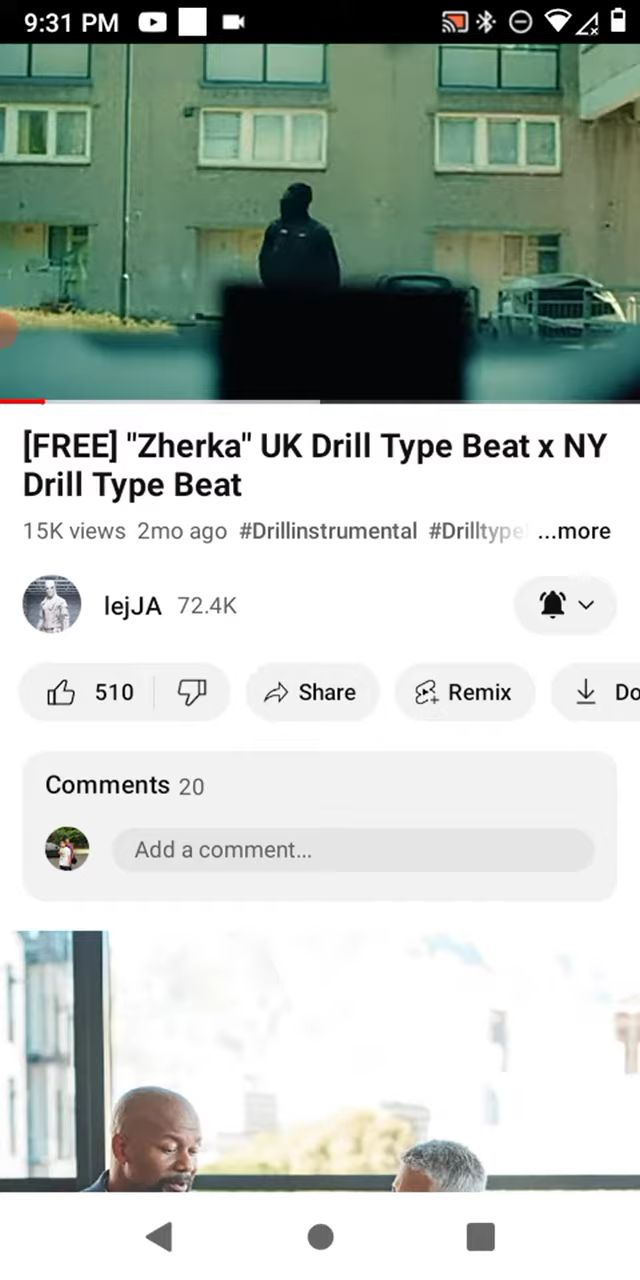 9:31 PM
[FREE] "Zherka" UK Drill Type Beat x NY
Drill Type Beat
15K views 2mo ago #Drillinstrumental #Drilltype ...more
lejJA 72.4K
510 Share Remix Do
Comments 20
Add a comment...